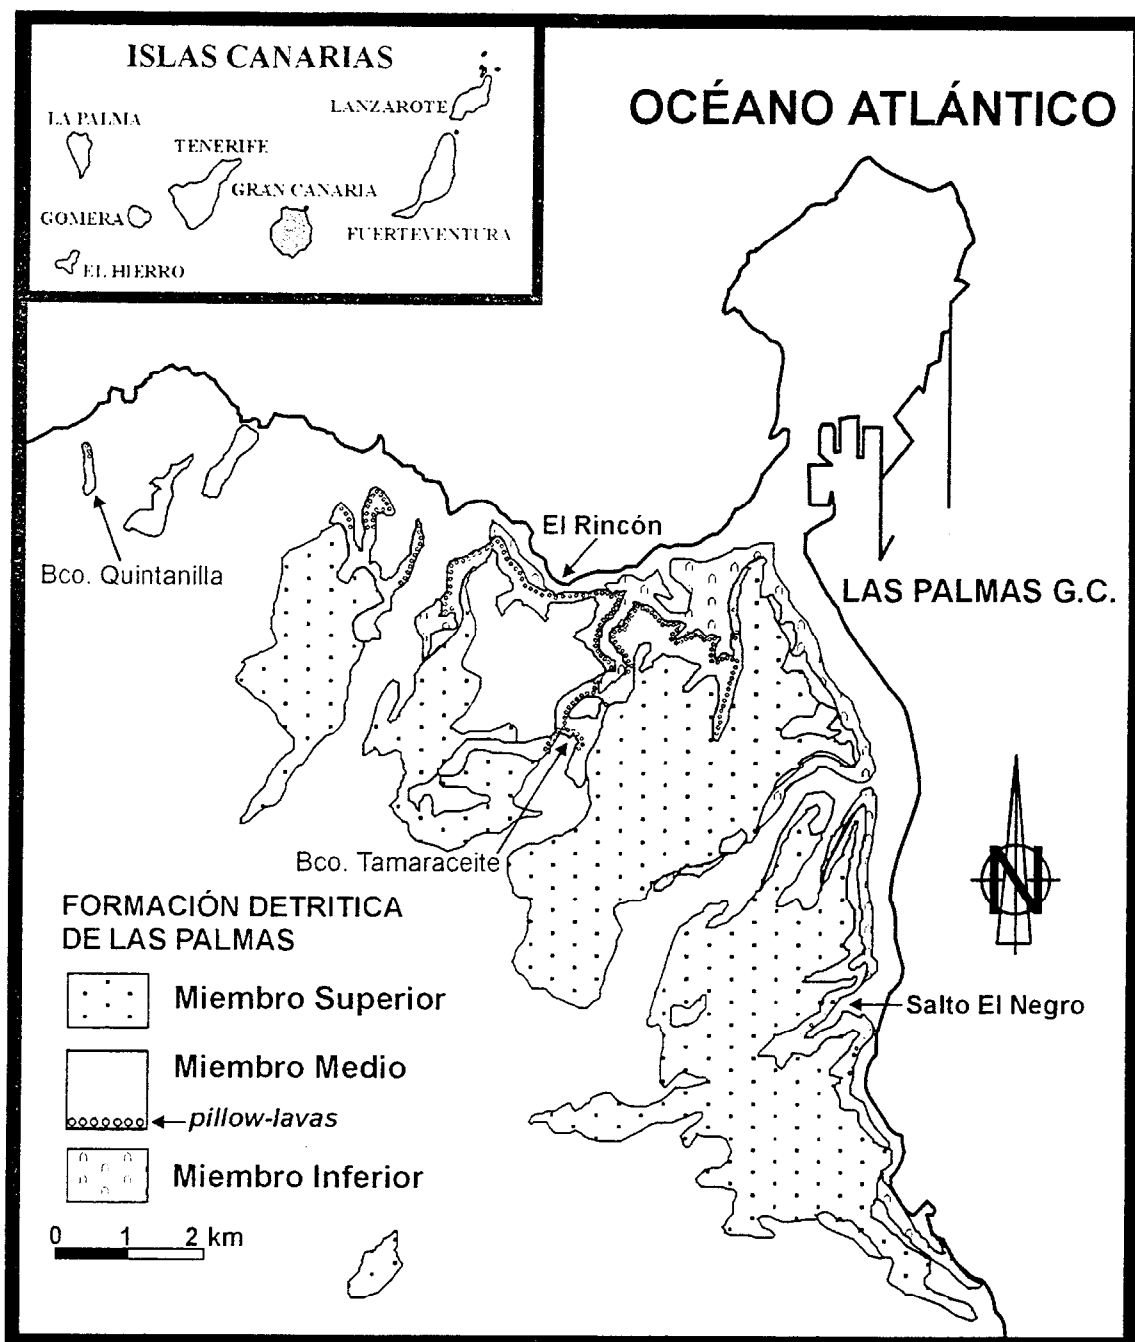 ISLAS CANARIAS
LANZAROTE
LA PALMA
TENERIFE
GRAN CANARIA
GOMERA
FUERTEVENTURA
EL HIERRO
OCÉANO ATLÁNTICO
El Rincón
Bco. Quintanilla
LAS PALMAS G.C.
Bco. Tamaraceite
N
FORMACIÓN DETRITICA
DE LAS PALMAS
Miembro Superior
Salto El Negro
Miembro Medio
pillow-lavas
Miembro Inferior
0 1 2 km